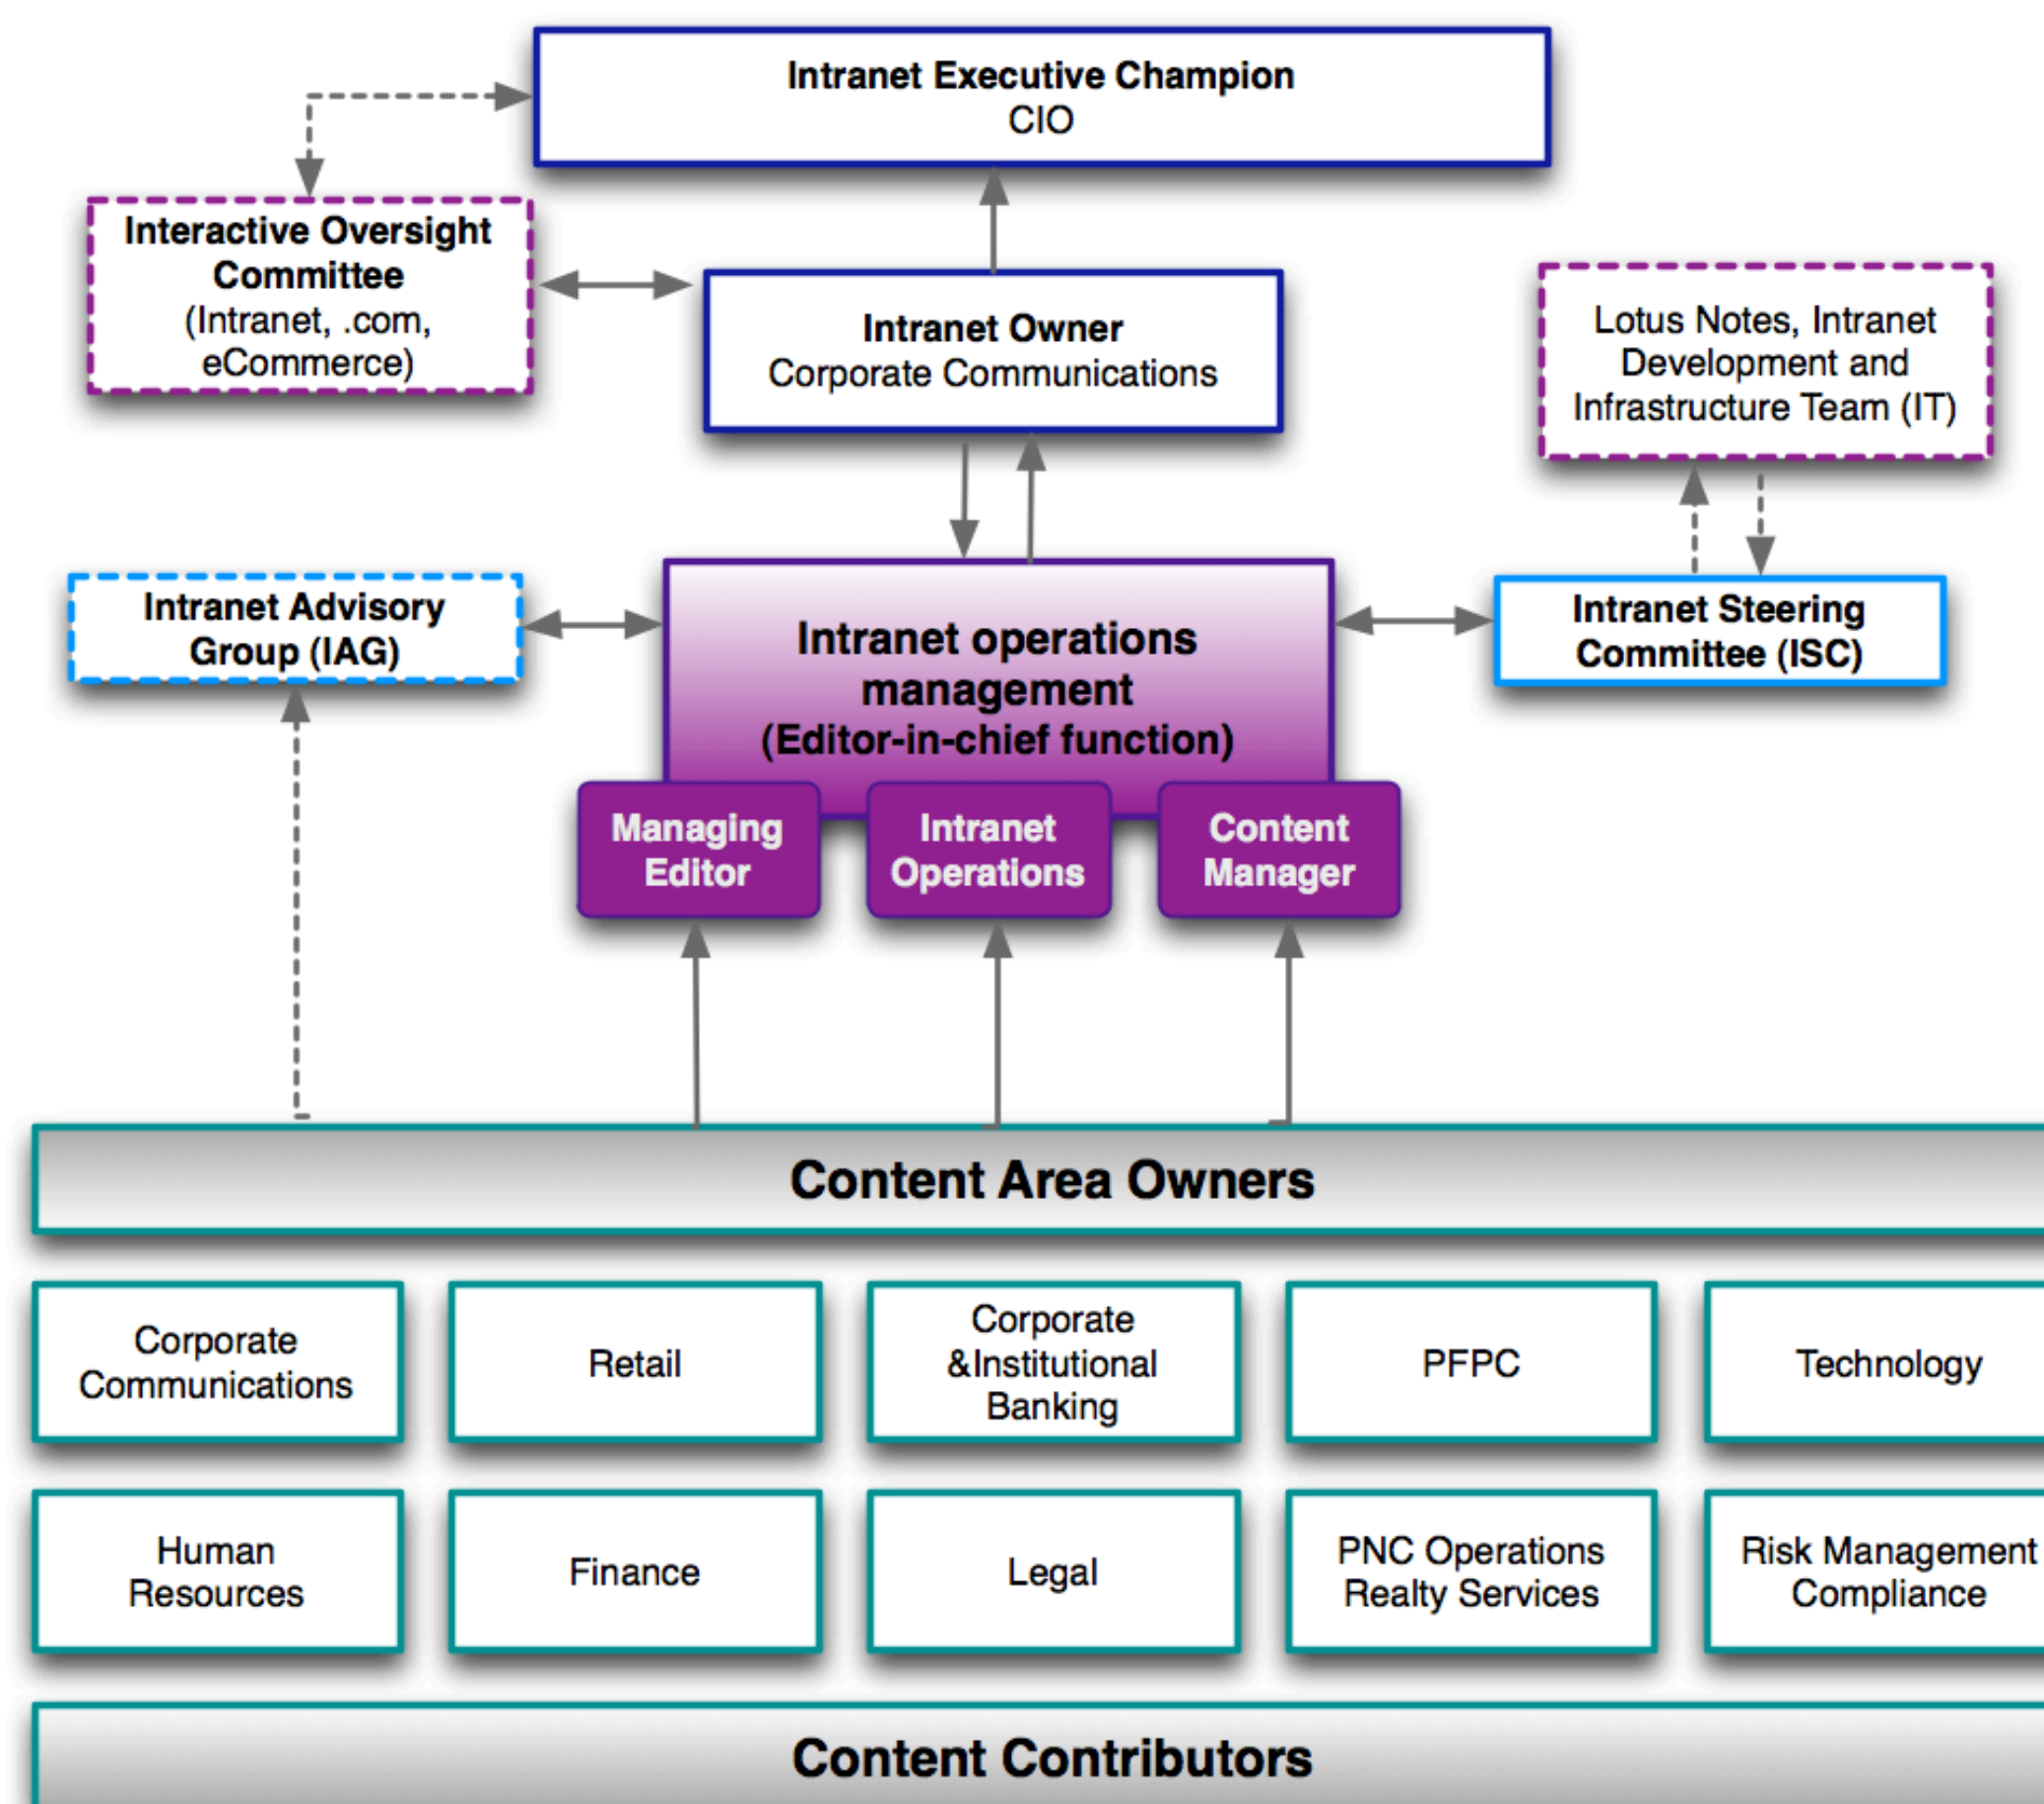 Intranet Executive Champion
CIO
Interactive Oversight
Committee
(Intranet, .com,
eCommerce)
Intranet Owner
Corporate Communications
Lotus Notes, Intranet
Development and
Infrastructure Team (IT)
Intranet Advisory
Group (IAG)
Intranet operations
management
(Editor-in-chief function)
Intranet Steering
Committee (ISC)
Managing
Editor
Intranet
Operations
Content
Manager
Content Area Owners
Corporate
Communications
Retail
Corporate
&Institutional
Banking
PFPC
Technology
Human
Resources
Finance
Legal
PNC Operations
Realty Services
Risk Management
Compliance
Content Contributors